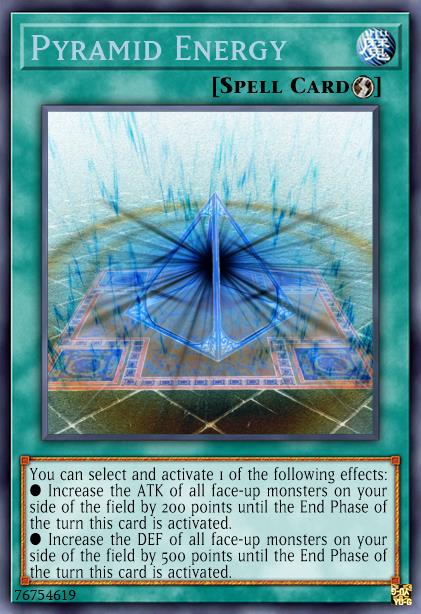 Pyramid Energy
魔
[Spell Card]
You can select and activate 1 of the following effects:
● Increase the ATK of all face-up monsters on your
side of the field by 200 points until the End Phase of
the turn this card is activated.
● Increase the DEF of all face-up monsters on your
side of the field by 500 points until the End Phase of
the turn this card is activated.
76754619